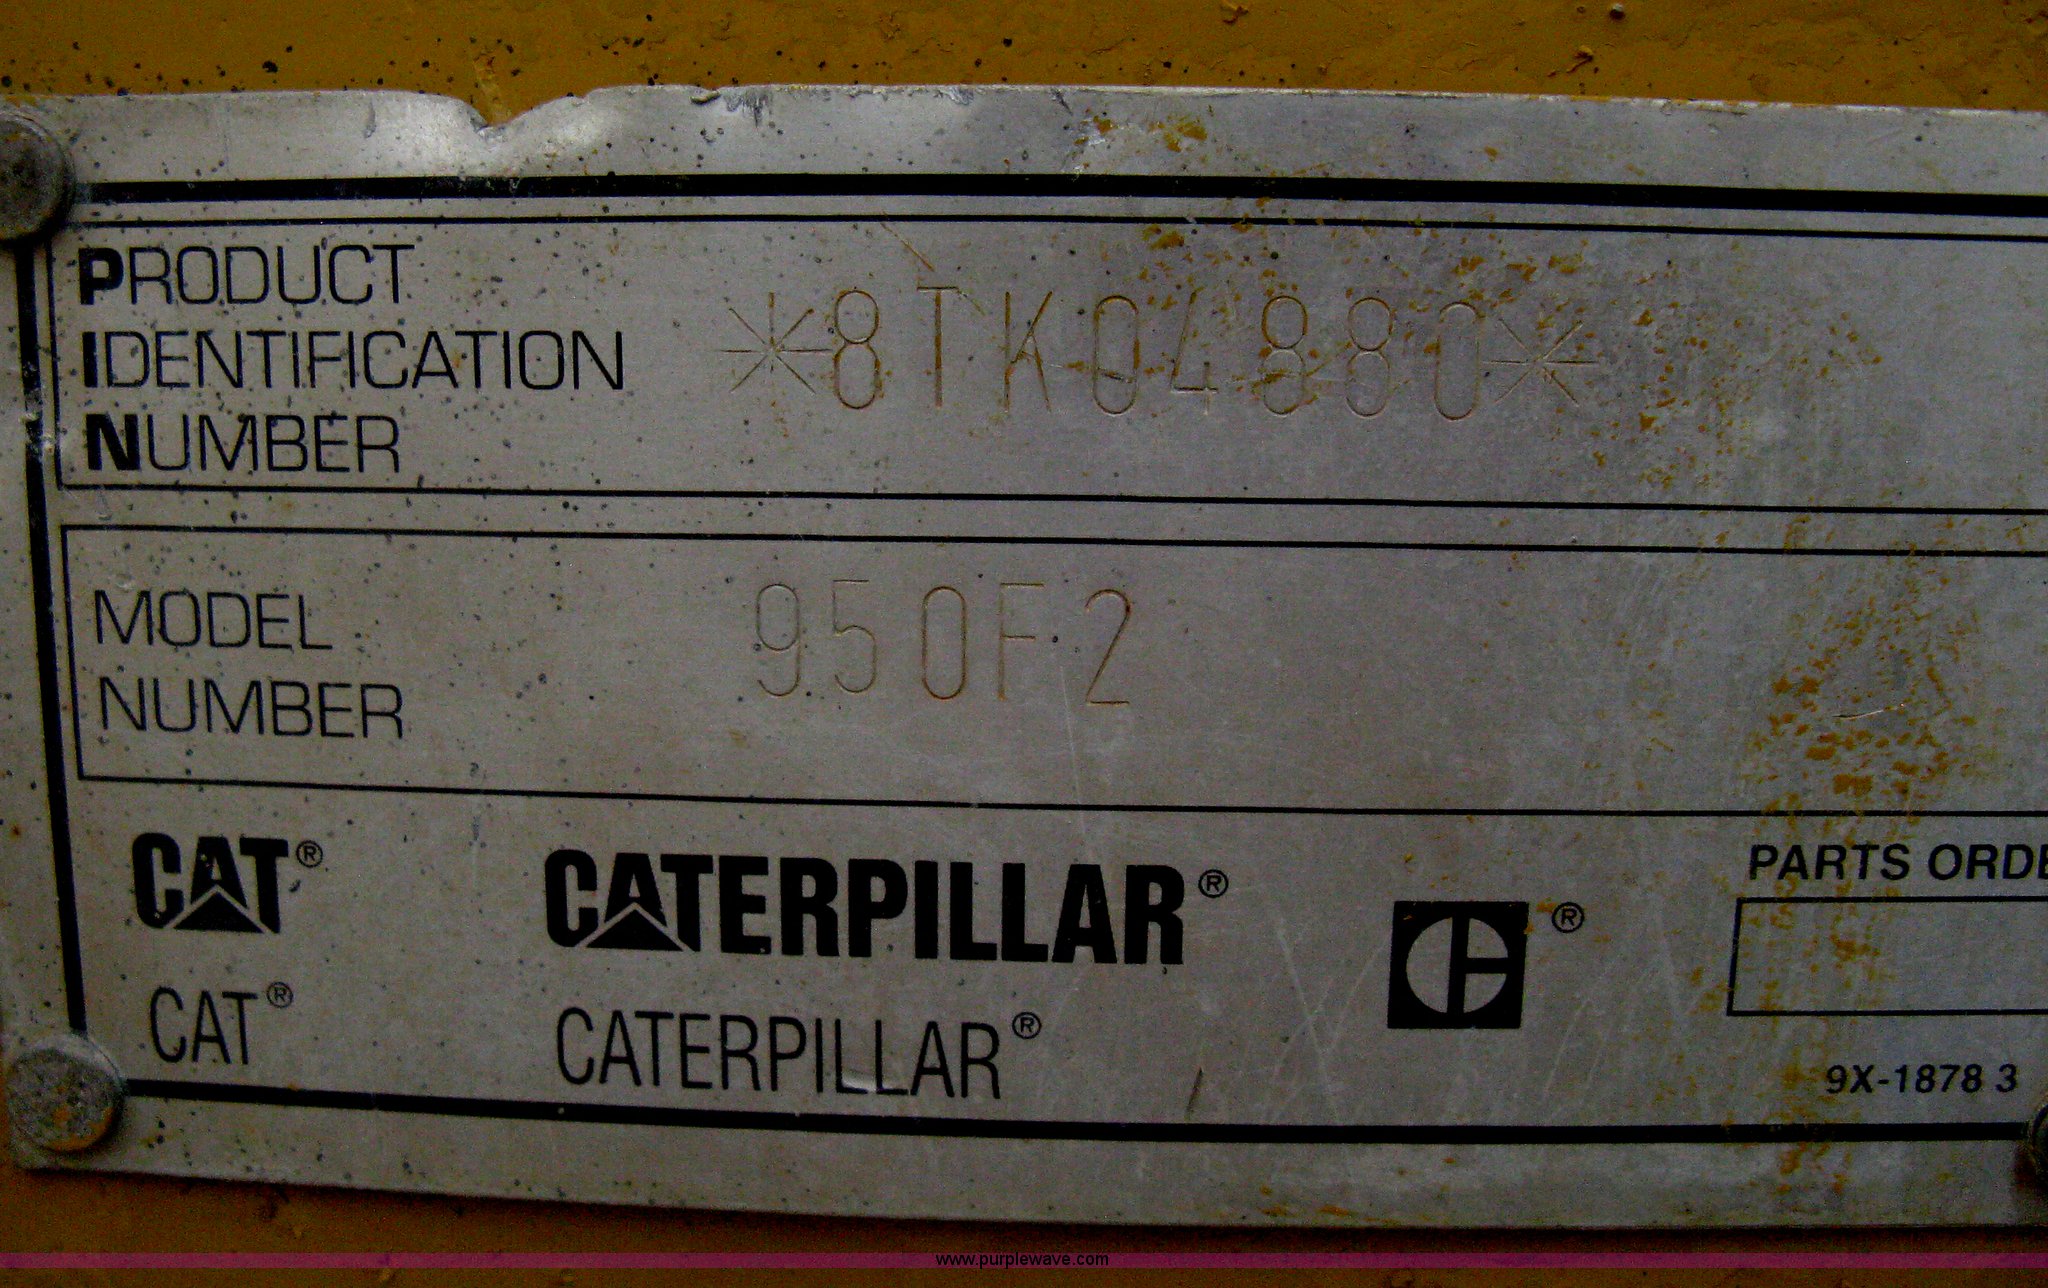 PRODUCT
IDENTIFICATION
NUMBER
*8TK04880*
MODEL
NUMBER
950F2
CAT®
CATERPILLAR®
®
PARTS ORDE
CAT®
CATERPILLAR®
9X-1878 3
www.purplewave.com